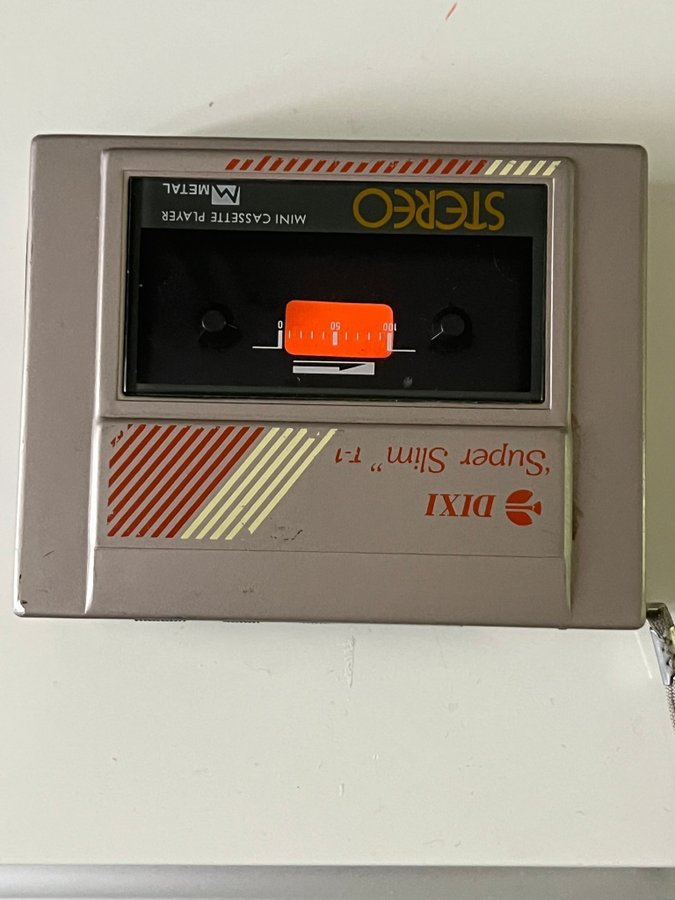 DIXI
"Super Slim" T-1
100 50 0
STEREO
MINI CASSETTE PLAYER
METAL